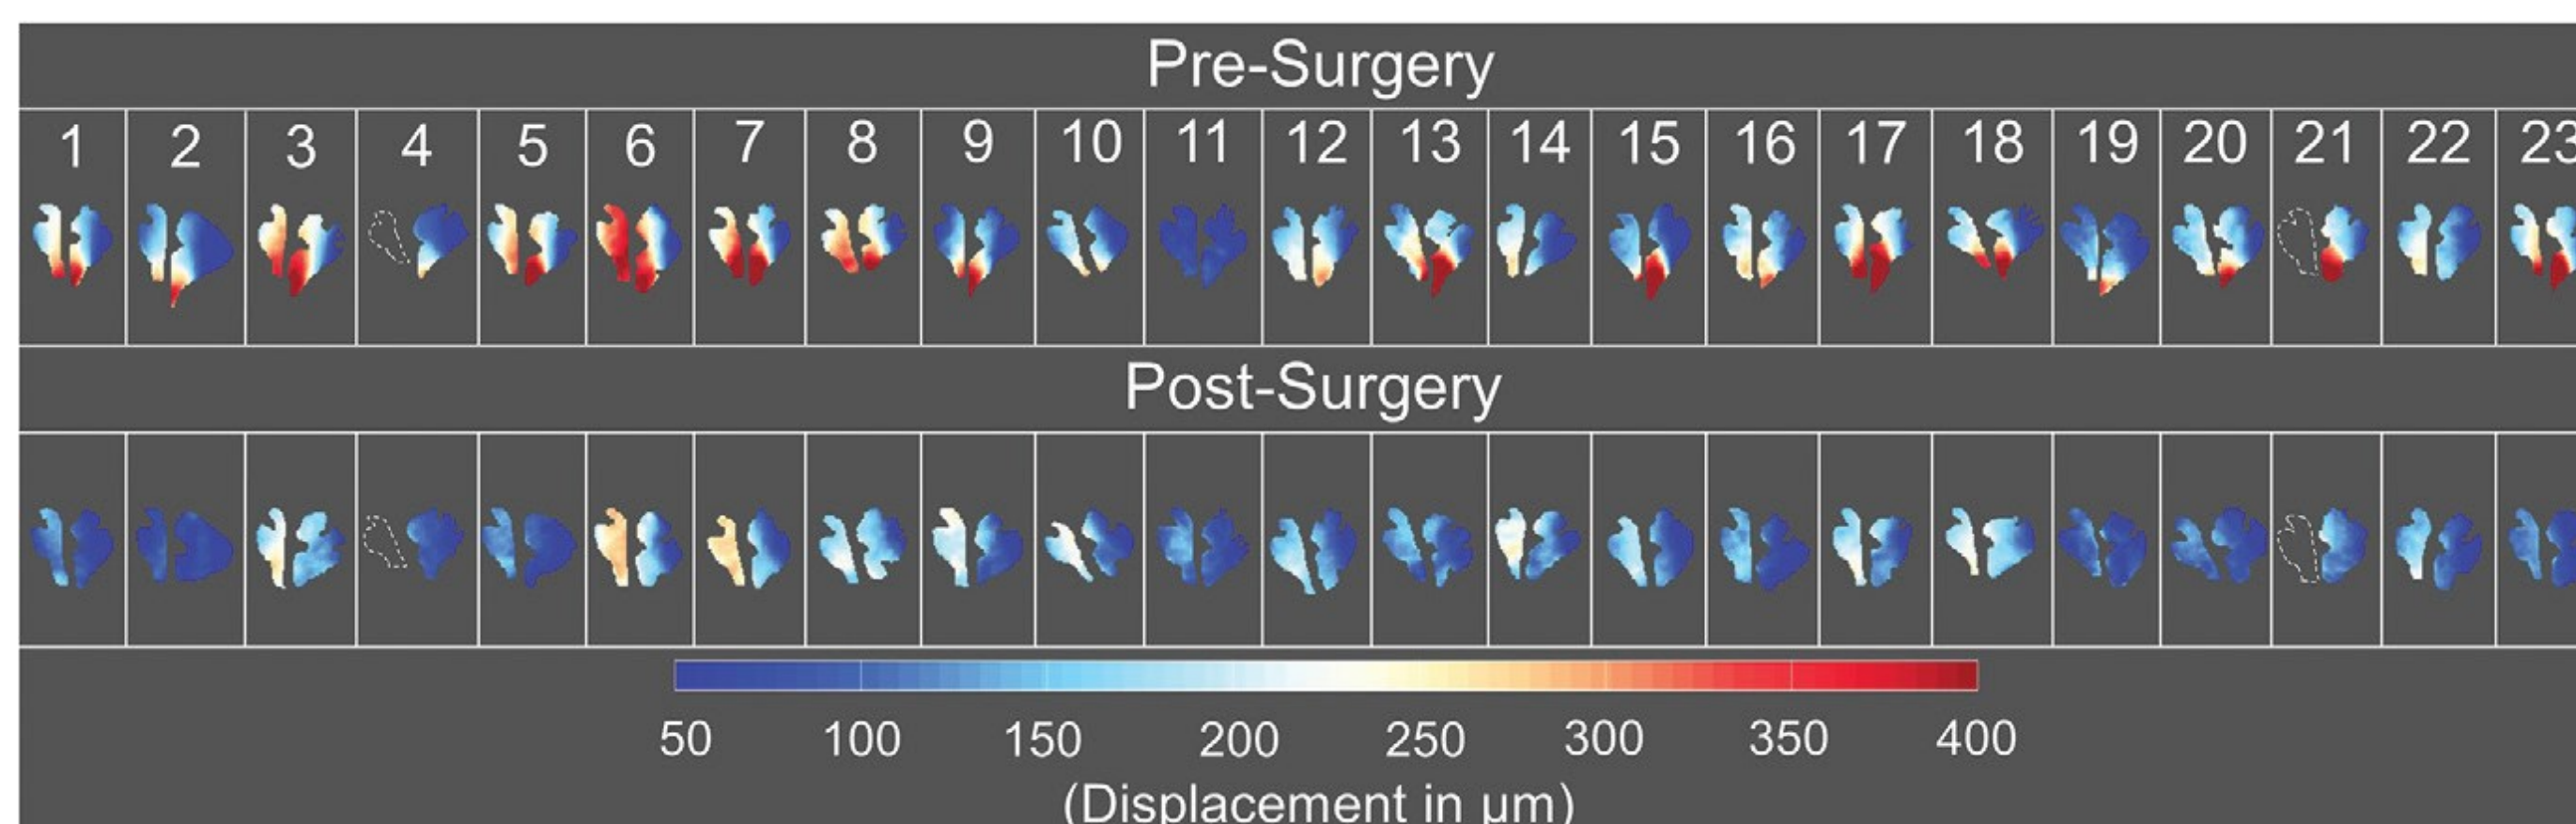 Pre-Surgery
1 2 3 4 5 6 7 8 9 10 11 12 13 14 15 16 17 18 19 20 21 22 23
Post-Surgery
50 100 150 200 250 300 350 400
(Displacement in µm)